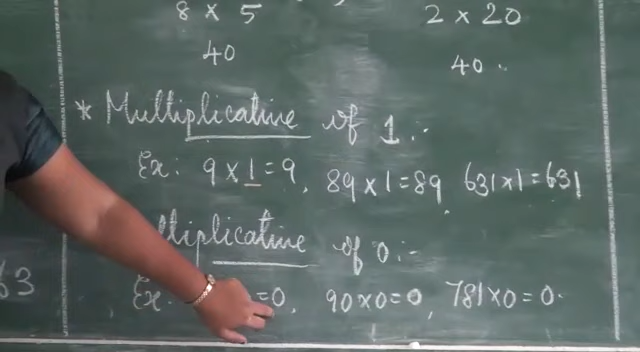 8 x 5 2 x 20
40 40
* Multiplicative of 1:-
Ex: 9 x 1 = 9, 89 x 1 = 89, 631 x 1 = 631
ltiplicative of 0:-
63 Ex = 0, 90 x 0 = 0, 781 x 0 = 0.